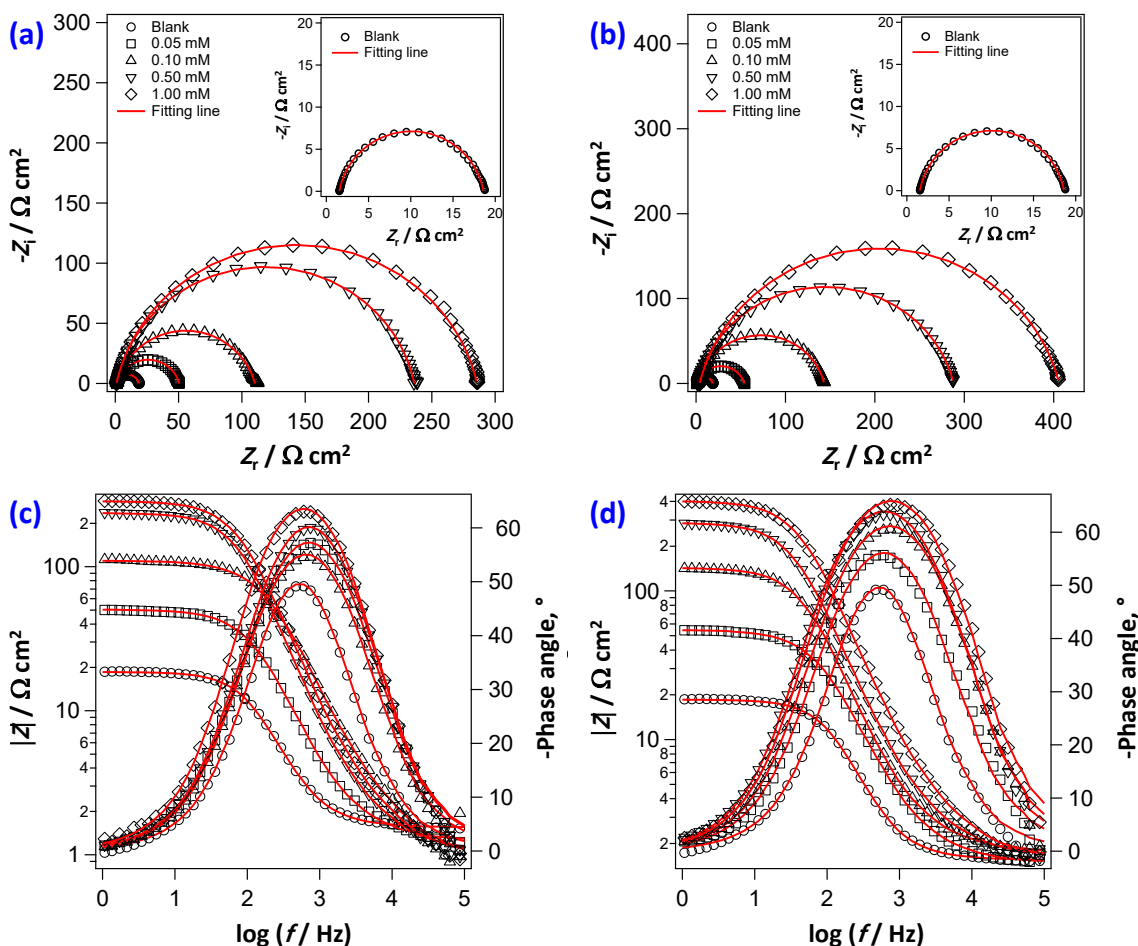 (a)
300
250
200
150
100
50
0
-Zi / Ω cm²
Blank
0.05 mM
0.10 mM
0.50 mM
1.00 mM
Fitting line
20
15
10
5
0
-Zi / Ω cm²
Blank
Fitting line
0 5 10 15 20
Zr / Ω cm²
0 50 100 150 200 250 300
Zr / Ω cm²
(b)
400
300
200
100
0
-Zi / Ω cm²
Blank
0.05 mM
0.10 mM
0.50 mM
1.00 mM
Fitting line
20
15
10
5
0
-Zi / Ω cm²
Blank
Fitting line
0 5 10 15 20
Zr / Ω cm²
0 100 200 300 400
Zr / Ω cm²
(c)
2
100
6
4
2
10
6
4
2
1
|Z| / Ω cm²
60
50
40
30
20
10
0
-Phase angle, °
0 1 2 3 4 5
log (f / Hz)
(d)
4
2
100
6
4
2
10
6
4
2
|Z| / Ω cm²
60
50
40
30
20
10
0
-Phase angle, °
0 1 2 3 4 5
log (f / Hz)